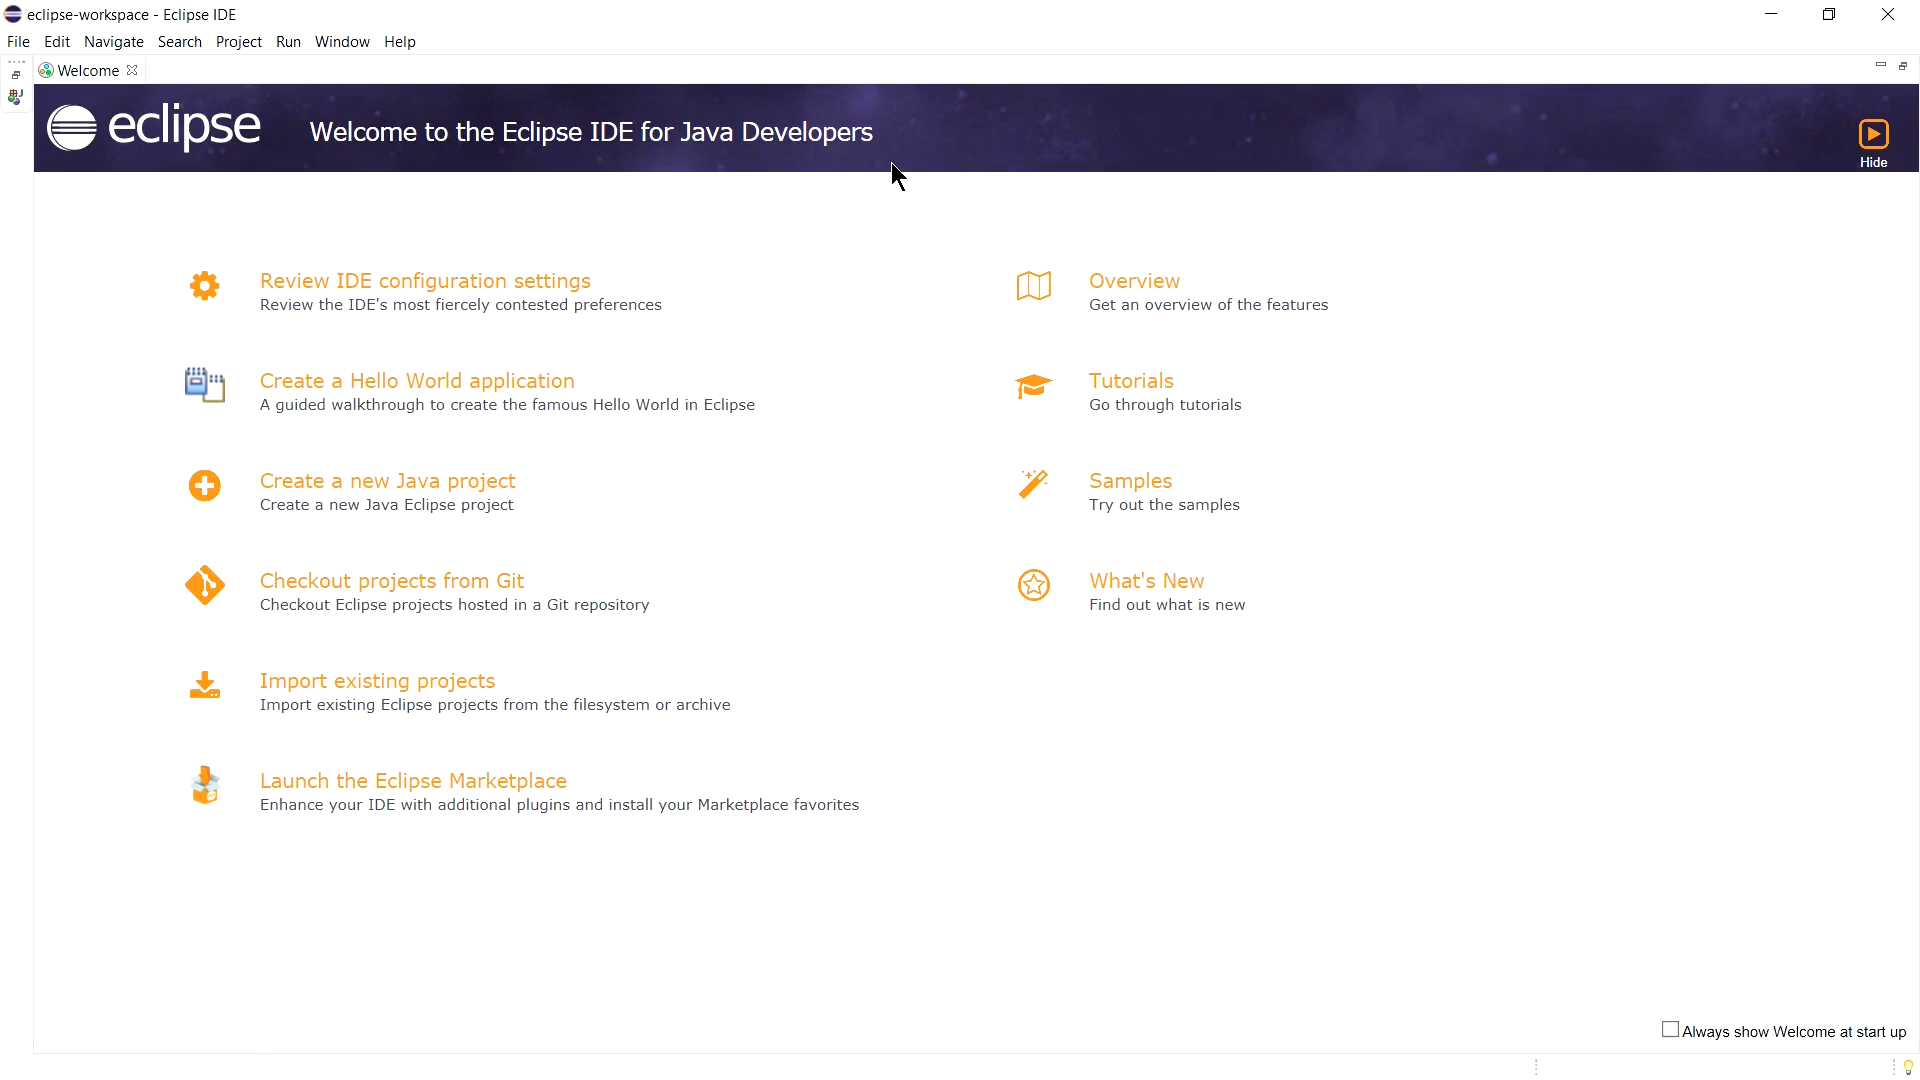 eclipse-workspace - Eclipse IDE
File Edit Navigate Search Project Run Window Help
Welcome
eclipse
Welcome to the Eclipse IDE for Java Developers
Hide
Review IDE configuration settings
Review the IDE's most fiercely contested preferences
Create a Hello World application
A guided walkthrough to create the famous Hello World in Eclipse
Create a new Java project
Create a new Java Eclipse project
Checkout projects from Git
Checkout Eclipse projects hosted in a Git repository
Import existing projects
Import existing Eclipse projects from the filesystem or archive
Launch the Eclipse Marketplace
Enhance your IDE with additional plugins and install your Marketplace favorites
Overview
Get an overview of the features
Tutorials
Go through tutorials
Samples
Try out the samples
What's New
Find out what is new
Always show Welcome at start up